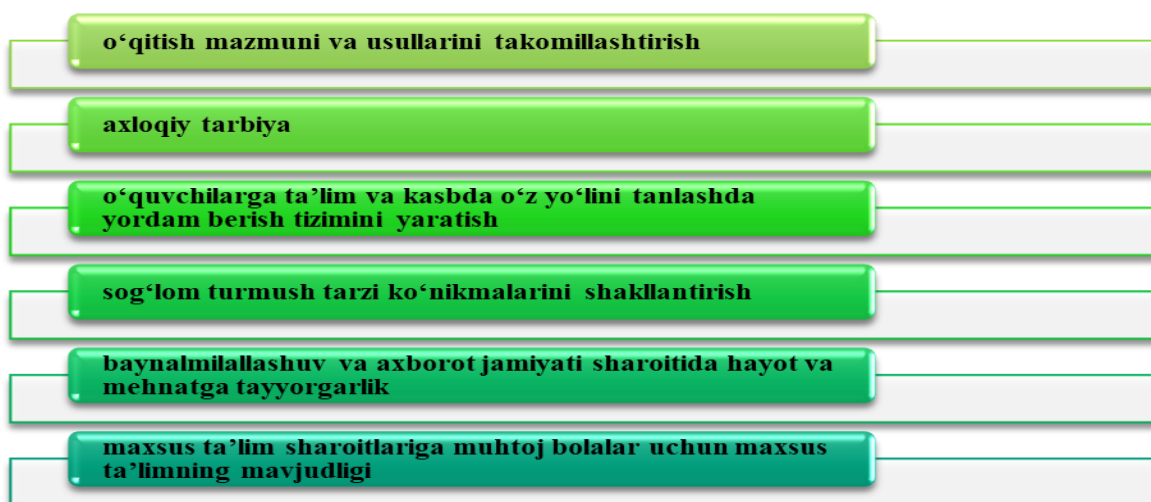 o‘qitish mazmuni va usullarini takomillashtirish
axloqiy tarbiya
o‘quvchilarga ta’lim va kasbda o‘z yo‘lini tanlashda
yordam berish tizimini yaratish
sog‘lom turmush tarzi ko‘nikmalarini shakllantirish
baynalmilallashuv va axborot jamiyati sharoitida hayot va
mehnatga tayyorgarlik
maxsus ta’lim sharoitlariga muhtoj bolalar uchun maxsus
ta’limning mavjudligi